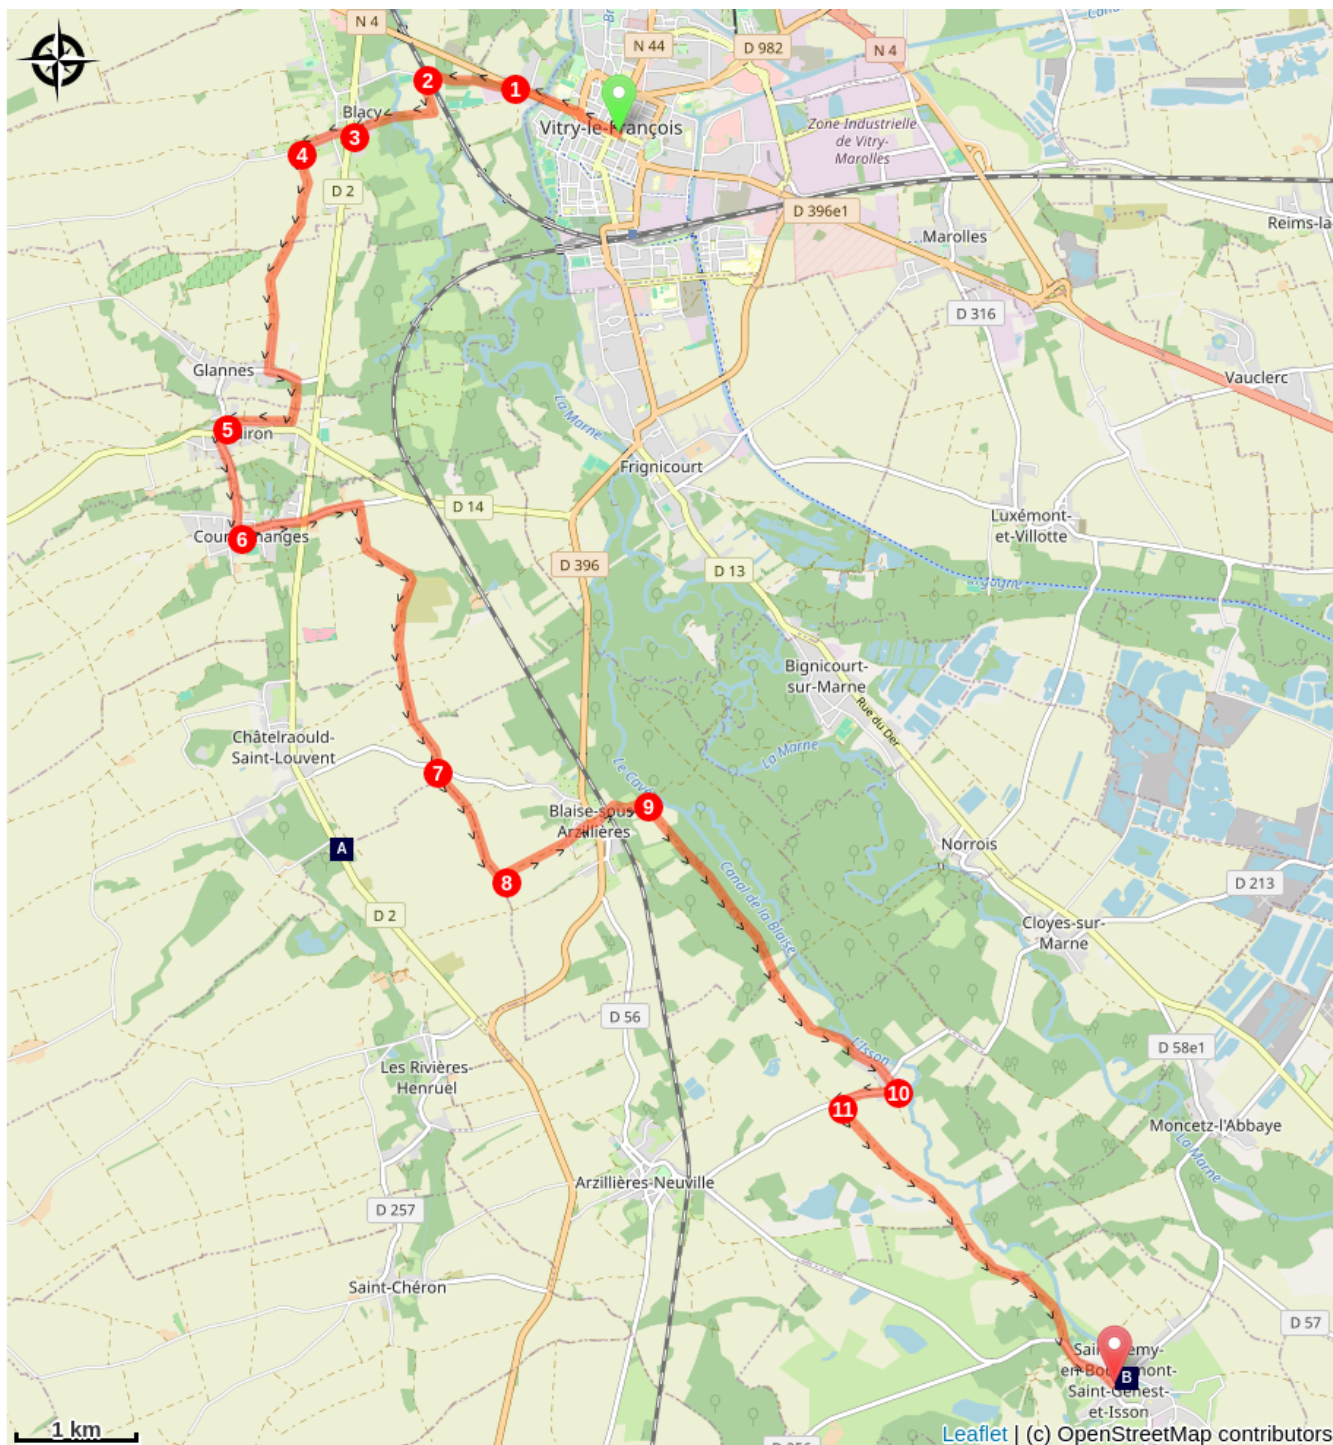 N 4
N 44
D 982
N 4
2
1
Blacy
Vitry-le-François
Zone Industrielle
de Vitry-
Marolles
3
4
D 2
D 396e1
Reims-la-
Marolles
D 316
Glannes
Vauclerc
La Marne
5
iron
Frignicourt
D 14
Luxémont-
et-Villotte
6
Cour
hanges
D 396
D 13
Bignicourt-
sur-Marne
Rue du Der
Châtelraould-
Saint-Louvent
La Marne
7
Blaise-sous-
Arzillières
9
A
Norrois
8
Canal de la Blaise
D 213
D 2
Cloyes-sur-
Marne
D 56
D 58e1
L'Isson
Les Rivières-
Henruel
10
11
Moncetz-l'Abbaye
La Marne
Arzillières-Neuville
D 257
Saint-Chéron
D 57
B
Saint-Genest-
et-Isson
1 km
Leaflet | (c) OpenStreetMap contributors